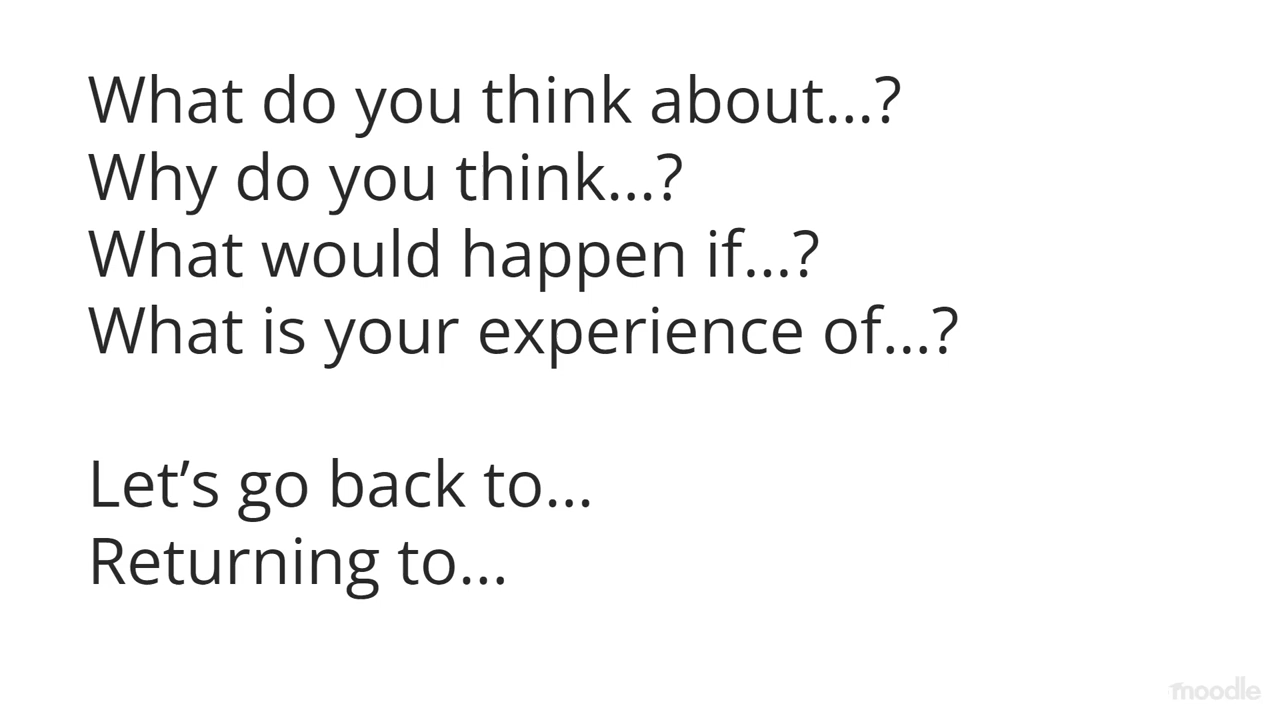 What do you think about...?
Why do you think...?
What would happen if...?
What is your experience of...?
Let’s go back to...
Returning to...
moodle